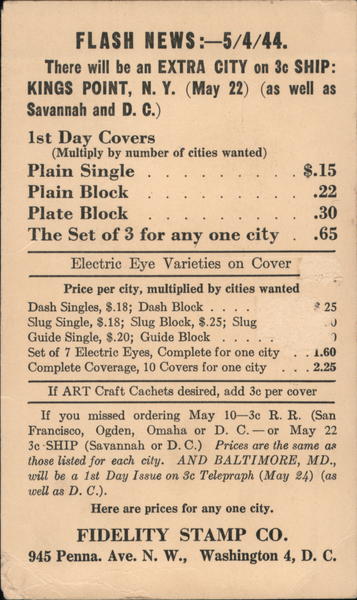 FLASH NEWS:—5/4/44.
There will be an EXTRA CITY on 3c SHIP:
KINGS POINT, N. Y. (May 22) (as well as
Savannah and D. C.)
1st Day Covers
(Multiply by number of cities wanted)
Plain Single . . . . . . . . . $.15
Plain Block . . . . . . . . . .22
Plate Block . . . . . . . . . .30
The Set of 3 for any one city . .65
Electric Eye Varieties on Cover
Price per city, multiplied by cities wanted
Dash Singles, $.18; Dash Block . . . . $ 25
Slug Single, $.18; Slug Block, $.25; Slug 0
Guide Single, $.20; Guide Block . . . . 0
Set of 7 Electric Eyes, Complete for one city . . 1.60
Complete Coverage, 10 Covers for one city . . . 2.25
If ART Craft Cachets desired, add 3c per cover
If you missed ordering May 10—3c R. R. (San
Francisco, Ogden, Omaha or D. C.—or May 22
3c SHIP (Savannah or D. C.) Prices are the same as
those listed for each city. AND BALTIMORE, MD.,
will be a 1st Day Issue on 3c Telepraph (May 24) (as
well as D. C.).
Here are prices for any one city.
FIDELITY STAMP CO.
945 Penna. Ave. N. W., Washington 4, D. C.